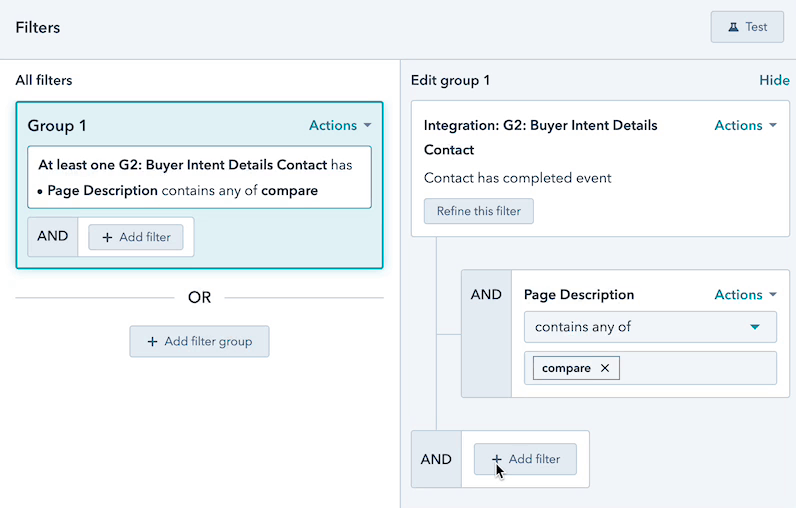 Filters
Test
All filters
Group 1
Actions
At least one G2: Buyer Intent Details Contact has
• Page Description contains any of compare
AND
+ Add filter
OR
+ Add filter group
Edit group 1
Hide
Integration: G2: Buyer Intent Details
Contact
Actions
Contact has completed event
Refine this filter
AND
Page Description
Actions
contains any of
compare ×
AND
+ Add filter